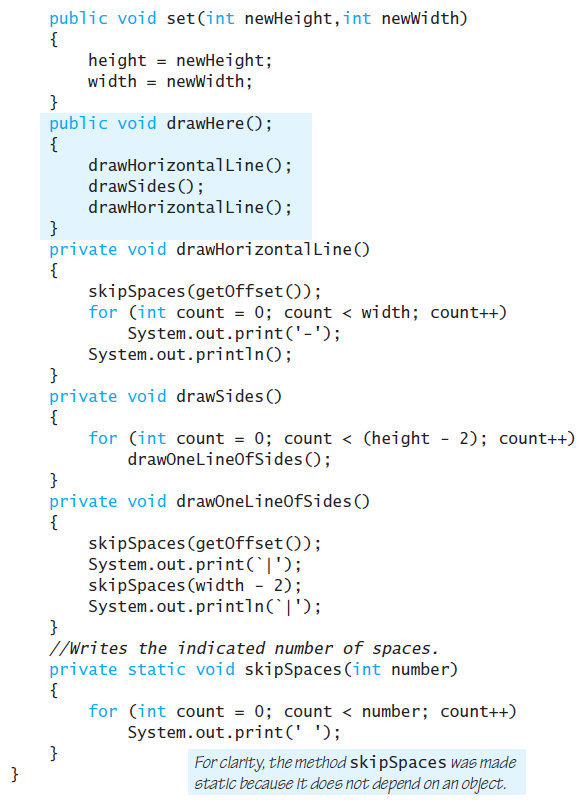 public void set(int newHeight,int newWidth)
    {
        height = newHeight;
        width = newWidth;
    }
    public void drawHere();
    {
        drawHorizontalLine();
        drawSides();
        drawHorizontalLine();
    }
    private void drawHorizontalLine()
    {
        skipSpaces(getOffset());
        for (int count = 0; count < width; count++)
            System.out.print('-');
        System.out.println();
    }
    private void drawSides()
    {
        for (int count = 0; count < (height - 2); count++)
            drawOneLineOfSides();
    }
    private void drawOneLineOfSides()
    {
        skipSpaces(getOffset());
        System.out.print(`|');
        skipSpaces(width - 2);
        System.out.println(`|');
    }
    //Writes the indicated number of spaces.
    private static void skipSpaces(int number)
    {
        for (int count = 0; count < number; count++)
            System.out.print(' ');
    }
}
For clarity, the method skipSpaces was made
static because it does not depend on an object.